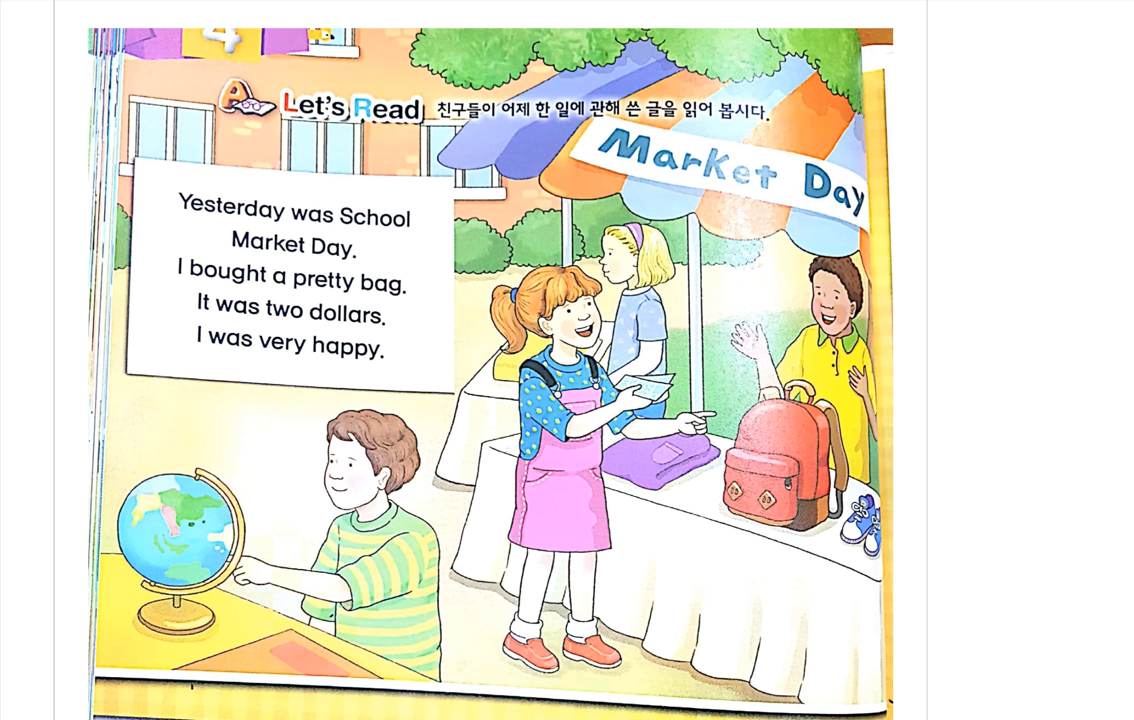 4
A Let's Read 친구들이 어제 한 일에 관해 쓴 글을 읽어 봅시다.
Market Day
Yesterday was School
Market Day.
I bought a pretty bag.
It was two dollars.
I was very happy.